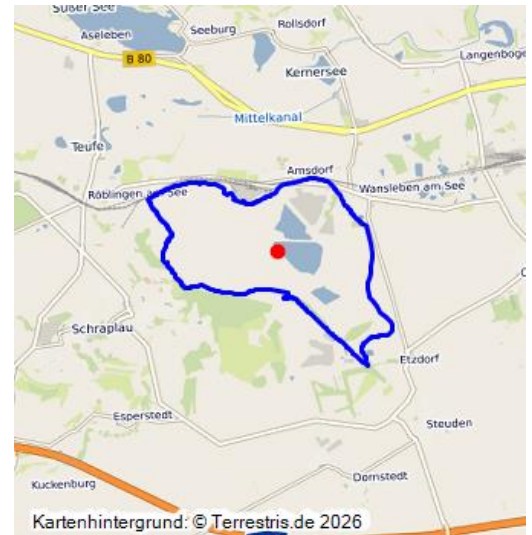 Süßer See
Seeburg
Rollsdorf
Aseleben
B 80
Langenboge
Kernersee
Mittelkanal
Teufe
Amsdorf
Röblingen am See
Wansleben am See
Schraplau
Etzdorf
Esperstedt
Steuden
Kuckenburg
Dornstedt
Kartenhintergrund: © Terrestris.de 2026